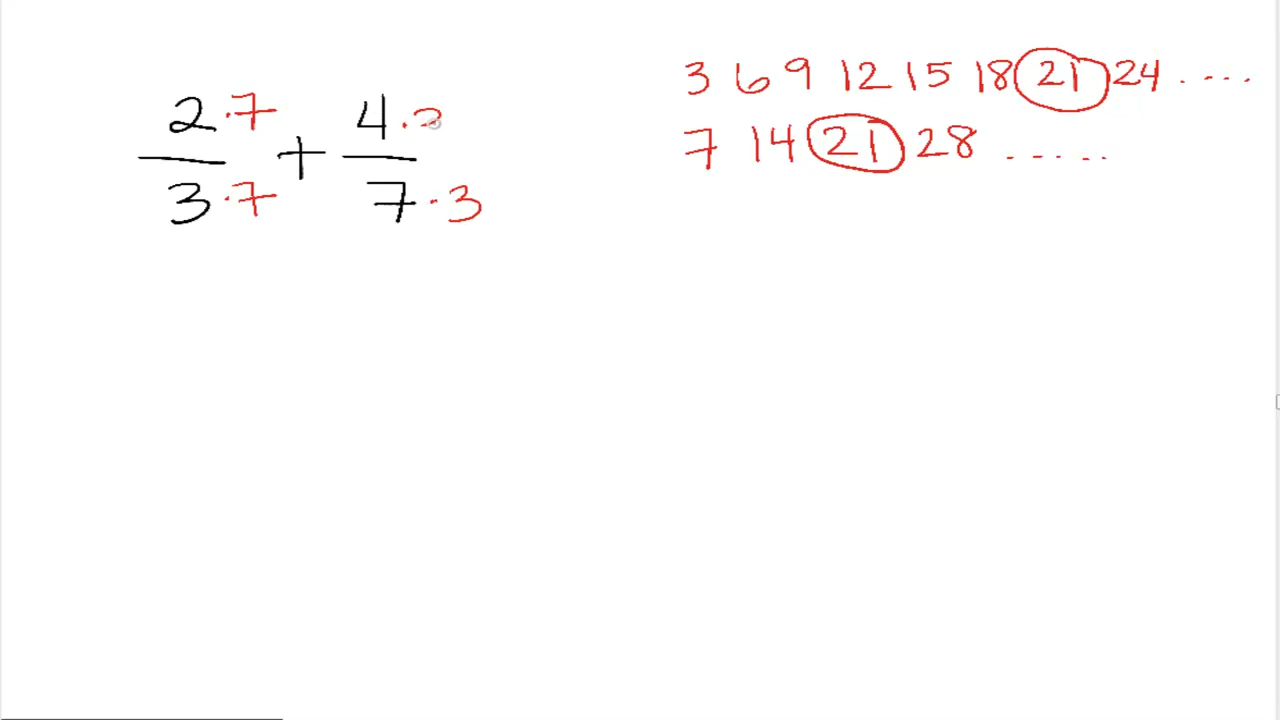 2·7 + 4·
3·7 7·3
3 6 9 12 15 18 21 24 ....
7 14 21 28 .....